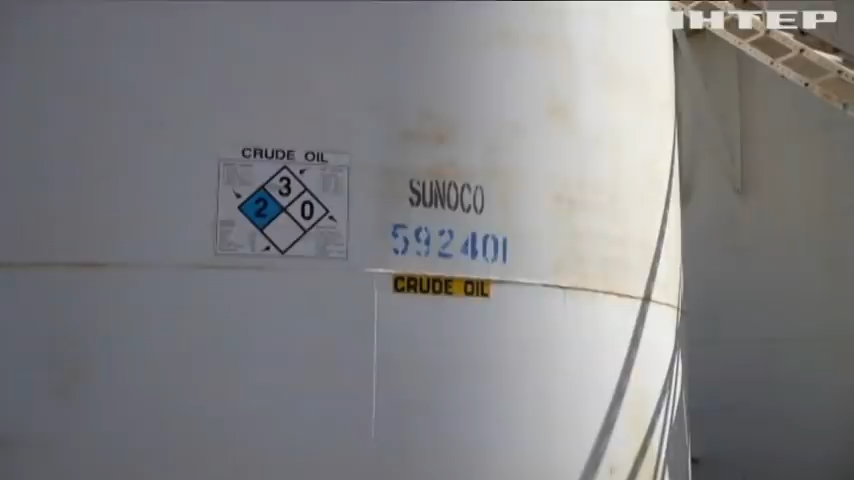 ІНТЕР
CRUDE OIL
3
2
0
SUNOCO
592401
CRUDE OIL